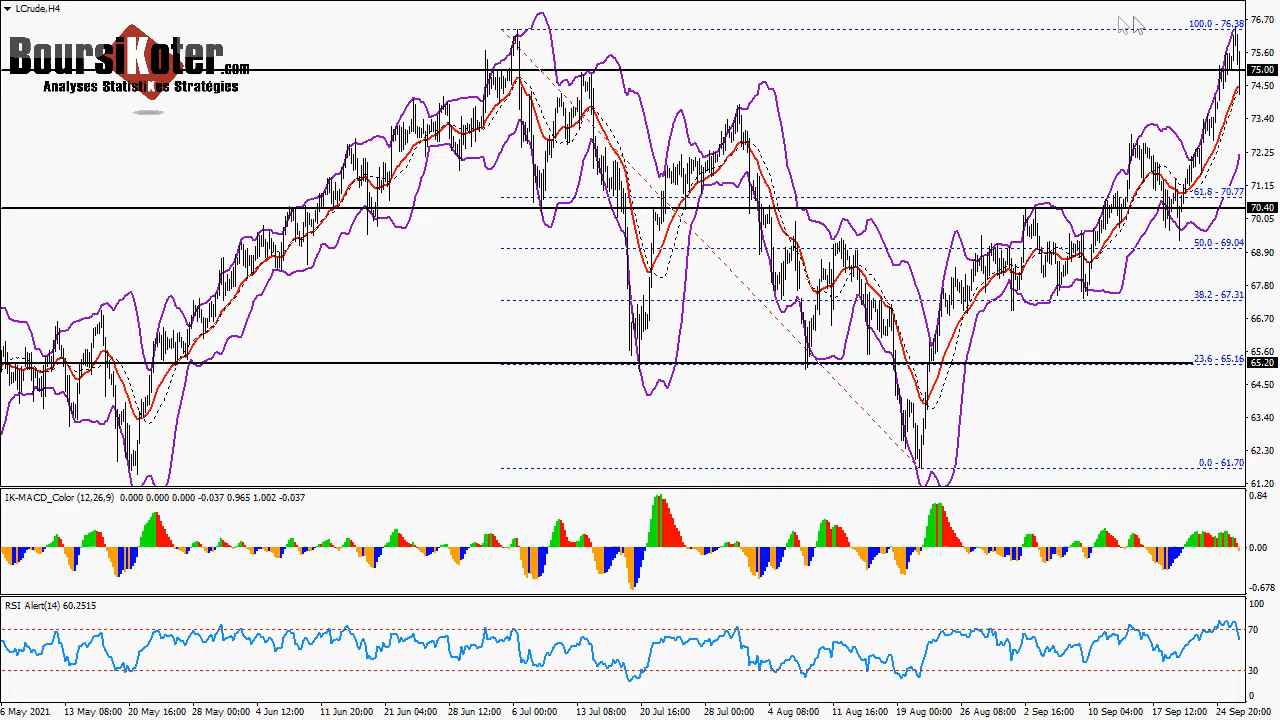 LCrude,H4
BoursiKoter.com
Analyses StatistiKes Stratégies
100.0 - 76.38
61.8 - 70.77
50.0 - 69.04
38.2 - 67.31
23.6 - 65.16
0.0 - 61.70
76.70
75.60
75.00
74.50
73.40
72.25
71.15
70.40
70.05
68.90
67.80
66.70
65.60
65.20
64.50
63.40
62.30
61.20
IK-MACD_Color (12,26,9) 0.000 0.000 0.000 -0.037 0.965 1.002 -0.037
0.84
0.00
-0.678
RSI Alert(14) 60.2515
100
70
30
0
6 May 2021 13 May 08:00 20 May 16:00 28 May 00:00 4 Jun 12:00 11 Jun 20:00 21 Jun 04:00 28 Jun 12:00 6 Jul 00:00 13 Jul 08:00 20 Jul 16:00 28 Jul 00:00 4 Aug 08:00 11 Aug 16:00 19 Aug 00:00 26 Aug 08:00 2 Sep 16:00 10 Sep 04:00 17 Sep 12:00 24 Sep 20:00